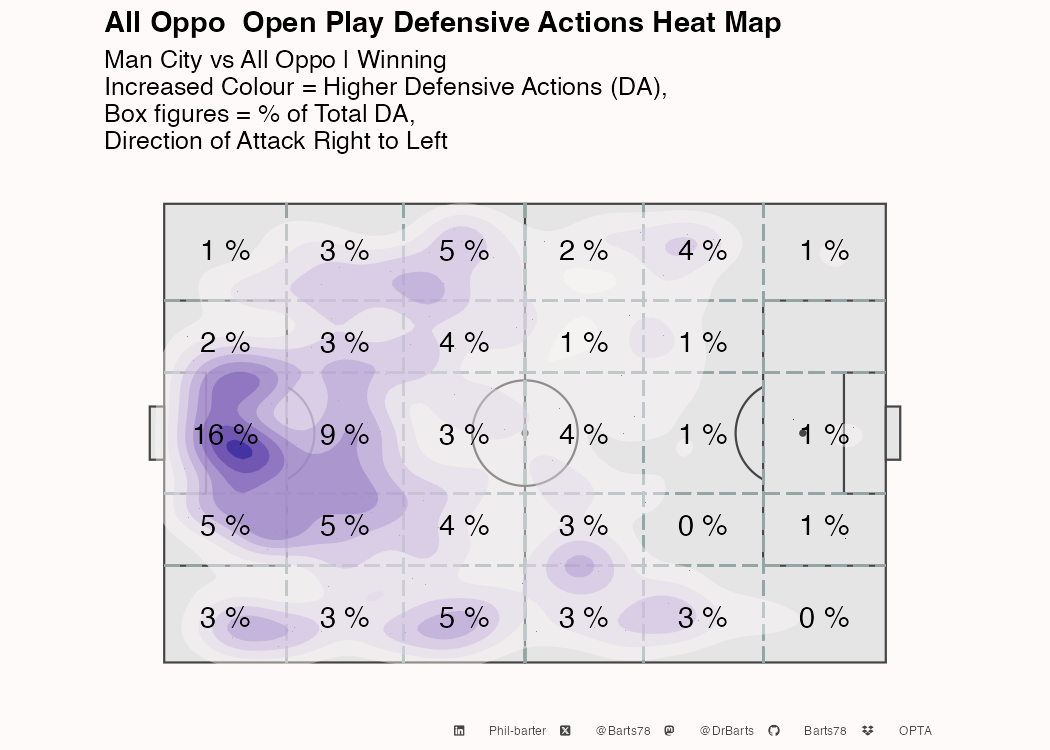 All Oppo  Open Play Defensive Actions Heat Map
Man City vs All Oppo | Winning
Increased Colour = Higher Defensive Actions (DA),
Box figures = % of Total DA,
Direction of Attack Right to Left
1 % 3 % 5 % 2 % 4 % 1 %
2 % 3 % 4 % 1 % 1 %
16 % 9 % 3 % 4 % 1 % 1 %
5 % 5 % 4 % 3 % 0 % 1 %
3 % 3 % 5 % 3 % 3 % 0 %
Phil-barter @Barts78 @DrBarts Barts78 OPTA